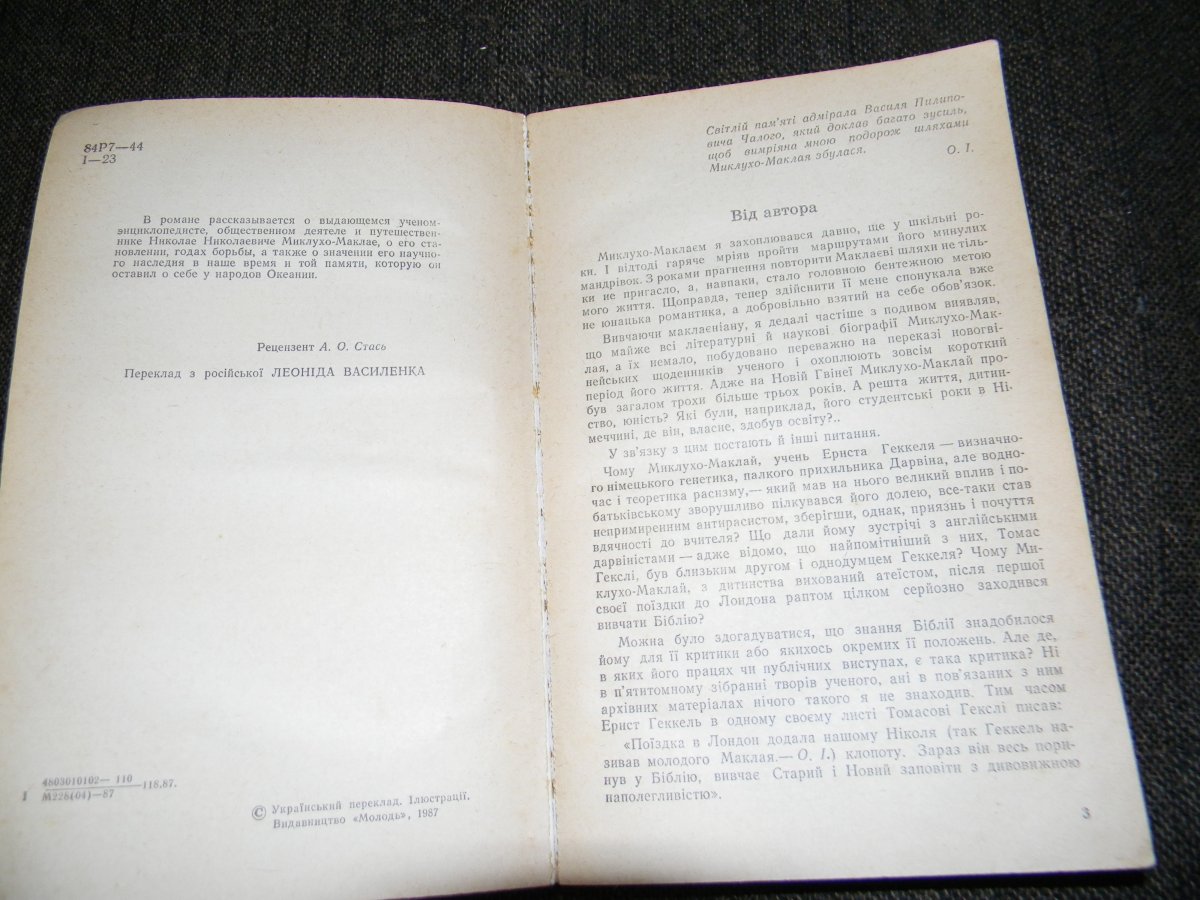 84Р7—44
І—23
В романе рассказывается о выдающемся ученом-
энциклопедисте, общественном деятеле и путешествен-
нике Николае Николаевиче Миклухо-Маклае, о его ста-
новлении, годах борьбы, а также о значении его научно-
го наследия в наше время и той памяти, которую он
оставил о себе у народов Океании.
Рецензент А. О. Стась
Переклад з російської ЛЕОНІДА ВАСИЛЕНКА
І 4803010102—110
М228(04)—87
118.87.
© Український переклад. Ілюстрації.
Видавництво «Молодь», 1987
Світлій пам'яті адмірала Василя Пилипо-
вича Чалого, який доклав багато зусиль,
щоб вимріяна мною подорож шляхами
Миклухо-Маклая збулася.
О. І.
Від автора
Миклухо-Маклаєм я захоплювався давно, ще у шкільні ро-
ки. І відтоді гаряче мріяв пройти маршрутами його минулих
мандрівок. З роками прагнення повторити Маклаєві шляхи не тіль-
ки не пригасло, а, навпаки, стало головною бентежною метою
мого життя. Щоправда, тепер здійснити її мене спонукала вже
не юнацька романтика, а добровільно взятий на себе обов'язок.
Вивчаючи маклаєніану, я дедалі частіше з подивом виявляв,
що майже всі літературні й наукові біографії Миклухо-Мак-
лая, а їх немало, побудовано переважно на переказі новогві-
нейських щоденників ученого і охоплюють зовсім короткий
період його життя. Адже на Новій Гвінеї Миклухо-Маклай про-
був загалом трохи більше трьох років. А решта життя, дитин-
ство, юність? Які були, наприклад, його студентські роки в Ні-
меччині, де він, власне, здобув освіту?..
У зв'язку з цим постають й інші питання.
Чому Миклухо-Маклай, учень Ериста Геккеля — визначно-
го німецького генетика, палкого прихильника Дарвіна, але водно-
час і теоретика расизму,— який мав на нього великий вплив і по-
батьківському зворушливо пілкувався його долею, все-таки став
непримиренним антирасистом, зберігши, однак, приязнь і почуття
вдячності до вчителя? Що дали йому зустрічі з англійськими
дарвіністами — адже відомо, що найпомітніший з них, Томас
Гекслі, був близьким другом і однодумцем Геккеля? Чому Ми-
клухо-Маклай, з дитинства вихований атеїстом, після першої
своєї поїздки до Лондона раптом цілком серйозно заходився
вивчати Біблію?
Можна було здогадуватися, що знання Біблії знадобилося
йому для її критики або якихось окремих її положень. Але де,
в яких його працях чи публічних виступах, є така критика? Ні
в п'ятитомному зібранні творів ученого, ані в пов'язаних з ним
архівних матеріалах нічого такого я не знаходив. Тим часом
Ерист Геккель в одному своєму листі Томасові Гекслі писав:
«Поїздка в Лондон додала нашому Ніколя (так Геккель на-
зивав молодого Маклая.— О. І.) клопоту. Зараз він весь пори-
нув у Біблію, вивчає Старий і Новий заповіти з дивовижною
наполегливістю».
3